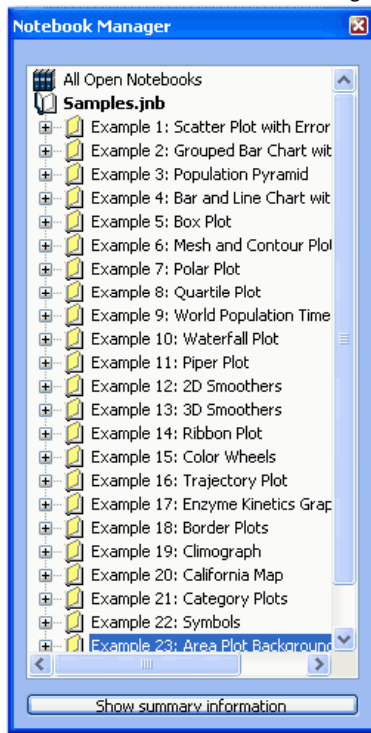 Notebook Manager
All Open Notebooks
Samples.jnb
Example 1: Scatter Plot with Error
Example 2: Grouped Bar Chart wit
Example 3: Population Pyramid
Example 4: Bar and Line Chart wit
Example 5: Box Plot
Example 6: Mesh and Contour Plot
Example 7: Polar Plot
Example 8: Quartile Plot
Example 9: World Population Time
Example 10: Waterfall Plot
Example 11: Piper Plot
Example 12: 2D Smoothers
Example 13: 3D Smoothers
Example 14: Ribbon Plot
Example 15: Color Wheels
Example 16: Trajectory Plot
Example 17: Enzyme Kinetics Grap
Example 18: Border Plots
Example 19: Climograph
Example 20: California Map
Example 21: Category Plots
Example 22: Symbols
Example 23: Area Plot Background
Show summary information